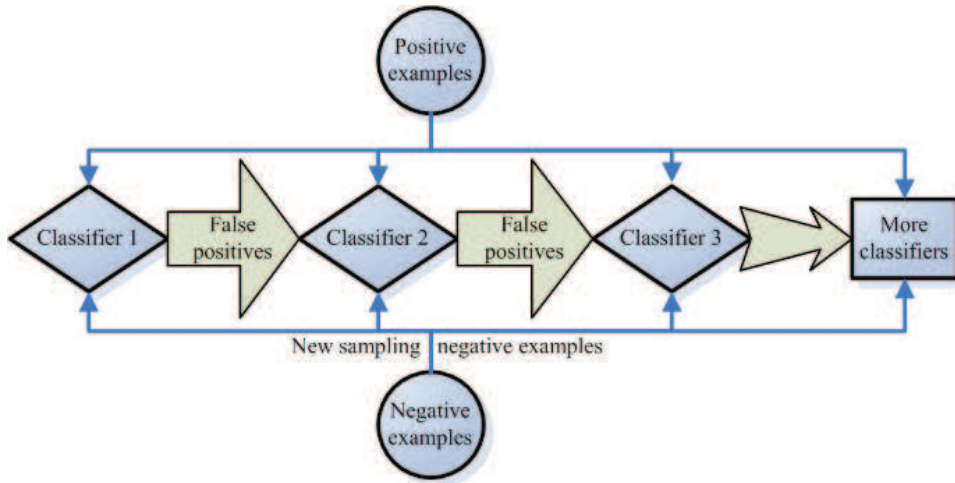 Positive
examples
Classifier 1
False
positives
Classifier 2
False
positives
Classifier 3
More
classifiers
New sampling negative examples
Negative
examples